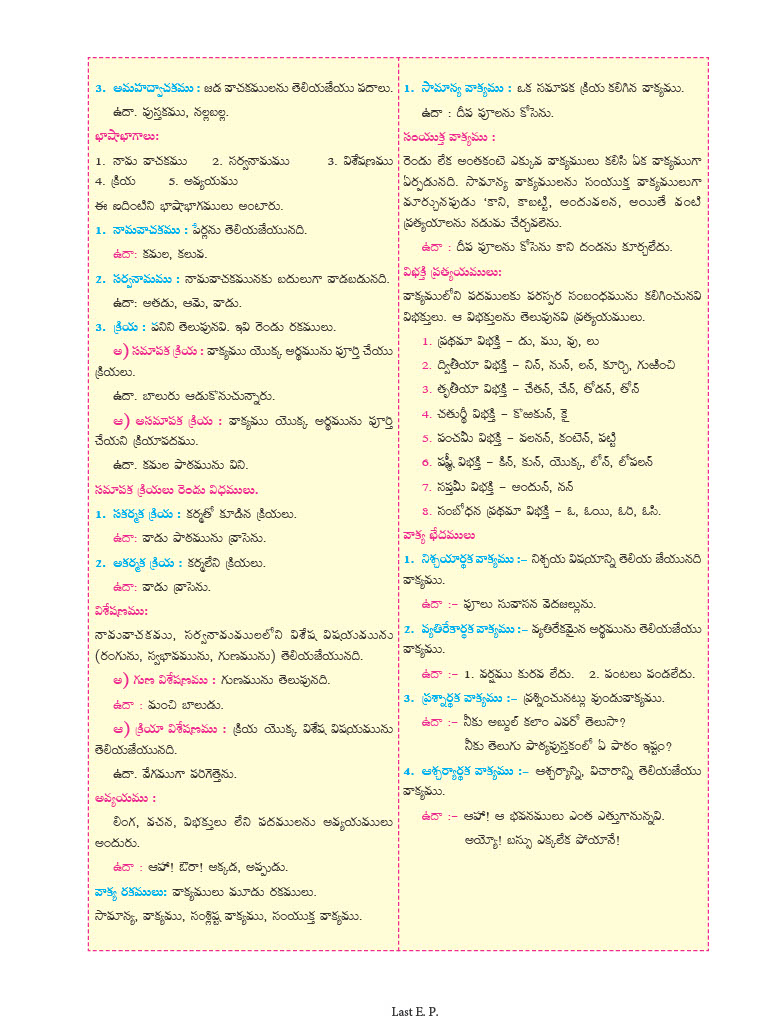 3. అమహద్వాచకము : జడ వాచకములను తెలియజేయు పదాలు.
ఉదా. పుస్తకము, నల్లబల్ల.
భాషాభాగాలు:
1. నామ వాచకము 2. సర్వనామము 3. విశేషణము
4. క్రియ 5. అవ్యయము
ఈ ఐదింటిని భాషాభాగములు అంటారు.
1. నామవాచకము : పేర్లను తెలియజేయునది.
ఉదా: కమల, కలువ.
2. సర్వనామము : నామవాచకమునకు బదులుగా వాడబడునది.
ఉదా: అతడు, ఆమె, వాడు.
3. క్రియ : పనిని తెలుపునవి. ఇవి రెండు రకములు.
అ) సమాపక క్రియ : వాక్యము యొక్క అర్థమును పూర్తి చేయు
క్రియలు.
ఉదా. బాలురు ఆడుకొనుచున్నారు.
ఆ) అసమాపక క్రియ : వాక్యము యొక్క అర్థమును పూర్తి
చేయని క్రియాపదము.
ఉదా. కమల పాఠమును విని.
సమాపక క్రియలు రెండు విధములు.
1. సకర్మక క్రియ : కర్మతో కూడిన క్రియలు.
ఉదా: వాడు పాఠమును వ్రాసెను.
2. అకర్మక క్రియ : కర్మలేని క్రియలు.
ఉదా: వాడు వ్రాసెను.
విశేషణము:
నామవాచకము, సర్వనామములలోని విశేష విషయమును
(రంగును, స్వభావమును, గుణమును) తెలియజేయునది.
అ) గుణ విశేషణము : గుణమును తెలుపునది.
ఉదా : మంచి బాలుడు.
ఆ) క్రియా విశేషణము : క్రియ యొక్క విశేష విషయమును
తెలియజేయునది.
ఉదా. వేగముగా పరిగెత్తెను.
అవ్యయము :
లింగ, వచన, విభక్తులు లేని పదములను అవ్యయములు
అందురు.
ఉదా : ఆహా! ఔరా! అక్కడ, అప్పుడు.
వాక్య రకములు: వాక్యములు మూడు రకములు.
సామాన్య, వాక్యము, సంశ్లిష్ట వాక్యము, సంయుక్త వాక్యము.
1. సామాన్య వాక్యము : ఒక సమాపక క్రియ కలిగిన వాక్యము.
ఉదా : దీప పూలను కోసెను.
సంయుక్త వాక్యము :
రెండు లేక అంతకంటె ఎక్కువ వాక్యములు కలిసి ఏక వాక్యముగా
ఏర్పడునది. సామాన్య వాక్యములను సంయుక్త వాక్యములుగా
మార్చునపుడు 'కాని, కాబట్టి, అందువలన, అయితే వంటి
ప్రత్యయాలను నడుమ చేర్చవలెను.
ఉదా : దీప పూలను కోసెను కాని దండను కూర్చలేదు.
విభక్తి ప్రత్యయములు:
వాక్యములోని పదములకు పరస్పర సంబంధమును కలిగించునవి
విభక్తులు. ఆ విభక్తులను తెలుపునవి ప్రత్యయములు.
1. ప్రథమా విభక్తి – డు, ము, వు, లు
2. ద్వితీయా విభక్తి – నిన్, నున్, లన్, కూర్చి, గుఱించి
3. తృతీయా విభక్తి – చేతన్, చేన్, తోడన్, తోన్
4. చతుర్థీ విభక్తి – కొఱకున్, కై
5. పంచమీ విభక్తి – వలనన్, కంటెన్, పట్టి
6. షష్ఠీ విభక్తి – కిన్, కున్, యొక్క, లోన్, లోపలన్
7. సప్తమీ విభక్తి – అందున్, నన్
8. సంబోధన ప్రథమా విభక్తి – ఓ, ఓయి, ఓరి, ఓసి.
వాక్య భేదములు
1. నిశ్చయార్థక వాక్యము :– నిశ్చయ విషయాన్ని తెలియ జేయునది
వాక్యము.
ఉదా :– పూలు సువాసన వెదజల్లును.
2. వ్యతిరేకార్థక వాక్యము :– వ్యతిరేకమైన అర్థమును తెలియజేయు
వాక్యము.
ఉదా :– 1. వర్షము కురవ లేదు. 2. పంటలు పండలేదు.
3. ప్రశ్నార్థక వాక్యము :– ప్రశ్నించునట్లు వుండువాక్యము.
ఉదా :– నీకు అబ్దుల్ కలాం ఎవరో తెలుసా?
నీకు తెలుగు పాఠ్యపుస్తకంలో ఏ పాఠం ఇష్టం?
4. ఆశ్చర్యార్థక వాక్యము :– ఆశ్చర్యాన్ని, విచారాన్ని తెలియజేయు
వాక్యము.
ఉదా :– ఆహా! ఆ భవనములు ఎంత ఎత్తుగానున్నవి.
అయ్యో! బస్సు ఎక్కలేక పోయానే!
Last E. P.